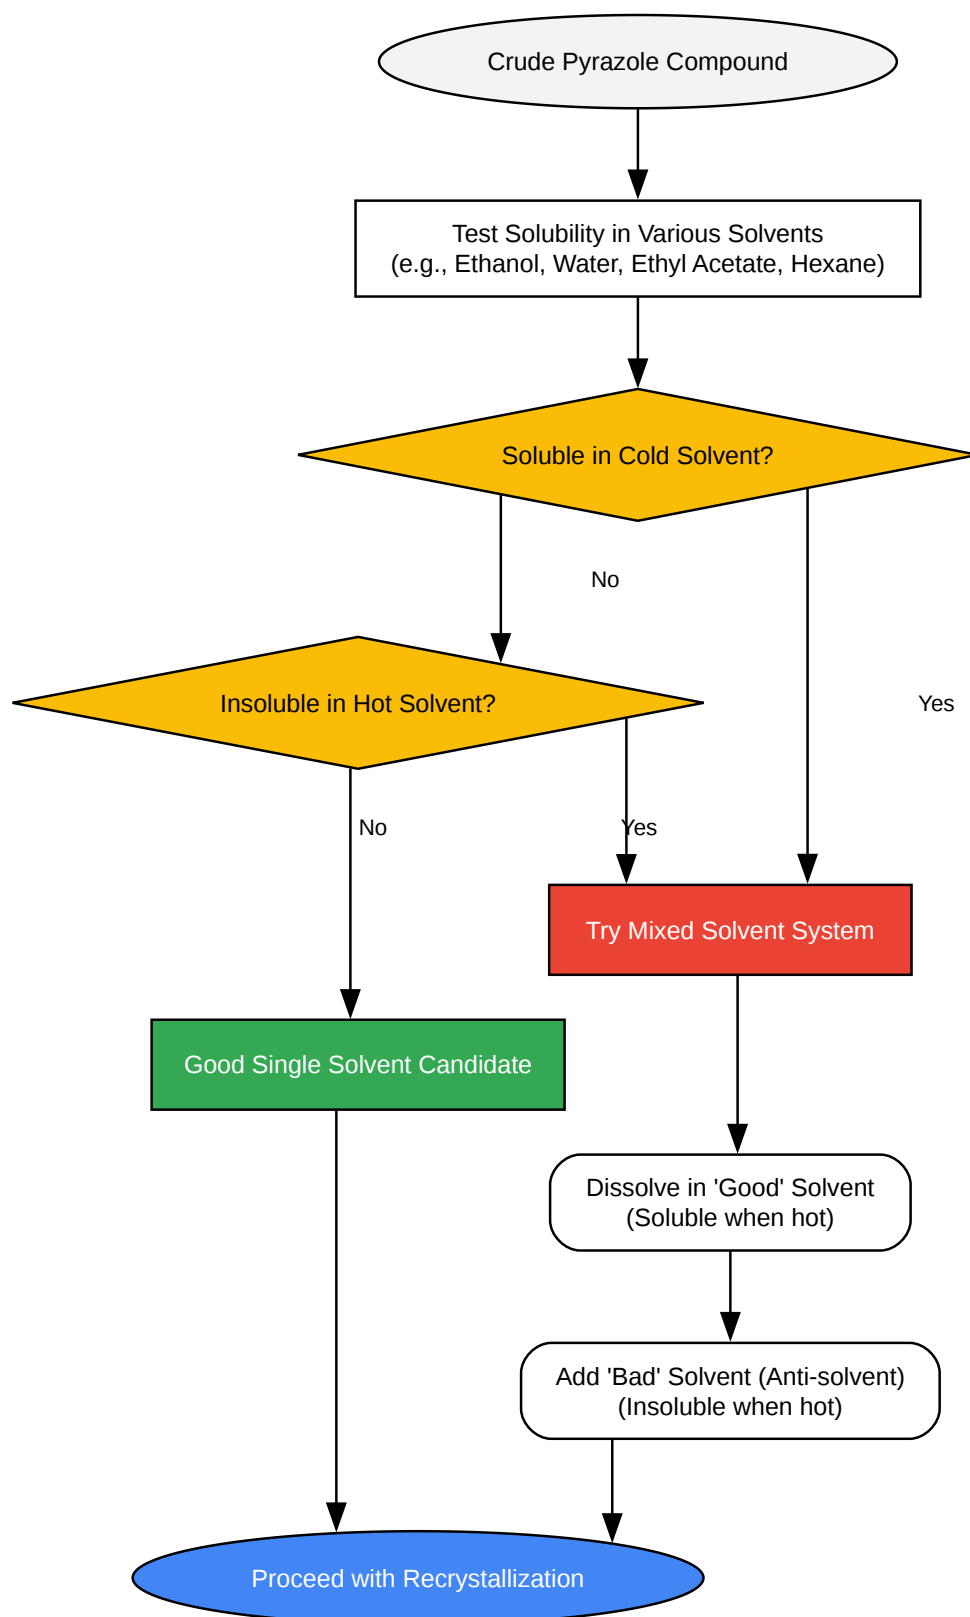 Crude Pyrazole Compound
Test Solubility in Various Solvents
(e.g., Ethanol, Water, Ethyl Acetate, Hexane)
Soluble in Cold Solvent?
No
Insoluble in Hot Solvent?
Yes
No
Yes
Try Mixed Solvent System
Good Single Solvent Candidate
Dissolve in 'Good' Solvent
(Soluble when hot)
Add 'Bad' Solvent (Anti-solvent)
(Insoluble when hot)
Proceed with Recrystallization